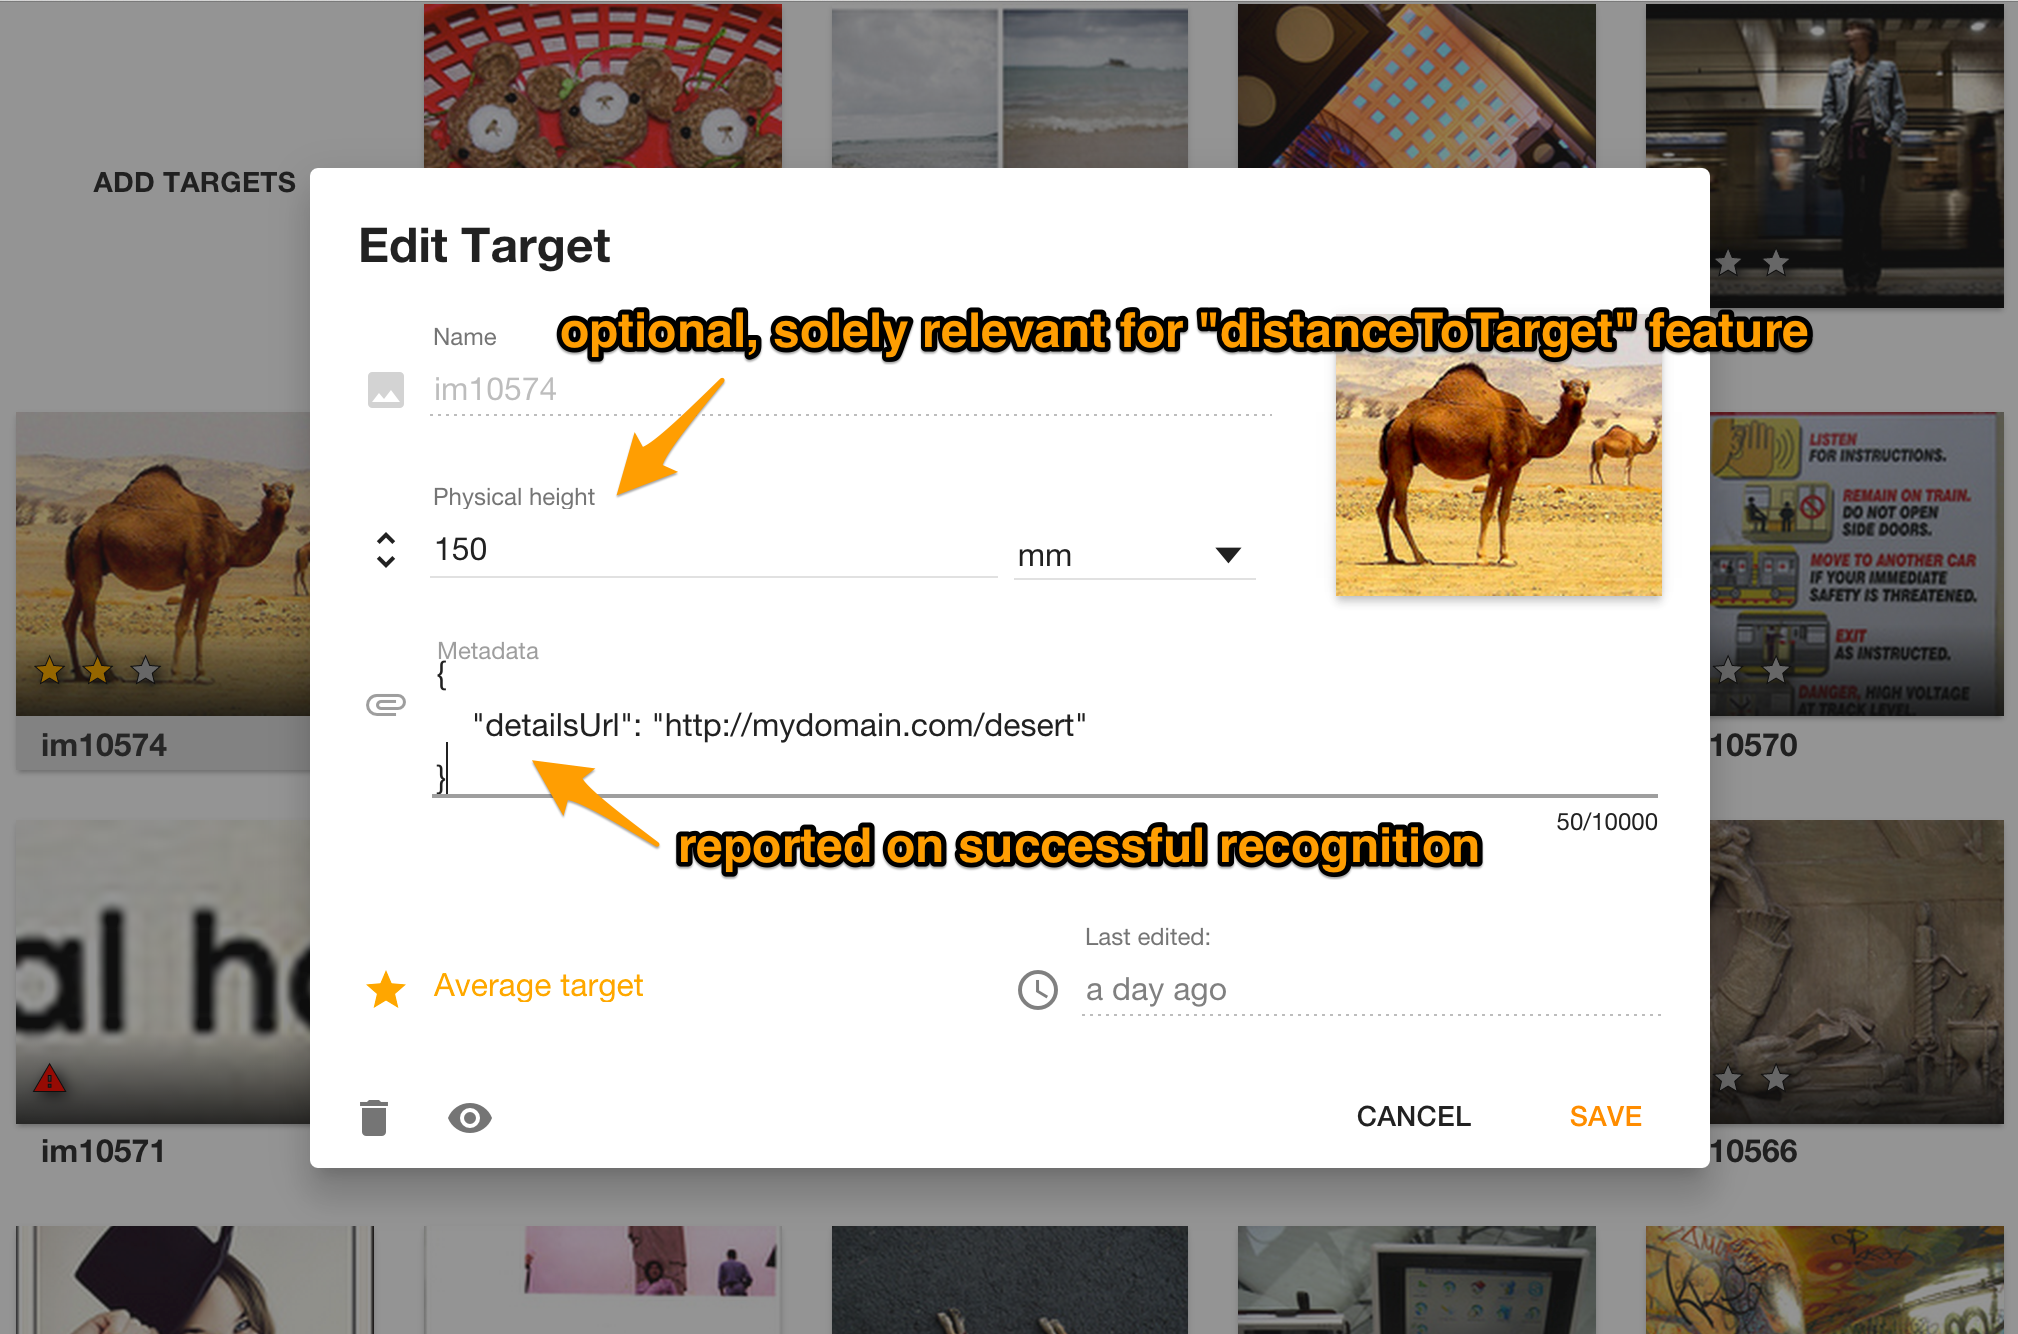 ADD TARGETS
Edit Target
optional, solely relevant for "distanceToTarget" feature
Name
im10574
Physical height
150
mm
Metadata
{
"detailsUrl": "http://mydomain.com/desert"
}
50/10000
reported on successful recognition
Average target
Last edited:
a day ago
CANCEL
SAVE
im10574
al h
im10571
LISTEN
FOR INSTRUCTIONS.
REMAIN ON TRAIN.
DO NOT OPEN
SIDE DOORS.
MOVE TO ANOTHER CAR
IF YOUR IMMEDIATE
SAFETY IS THREATENED.
EXIT
AS INSTRUCTED.
DANGER, HIGH VOLTAGE
AT TRACK LEVEL.
10570
10566